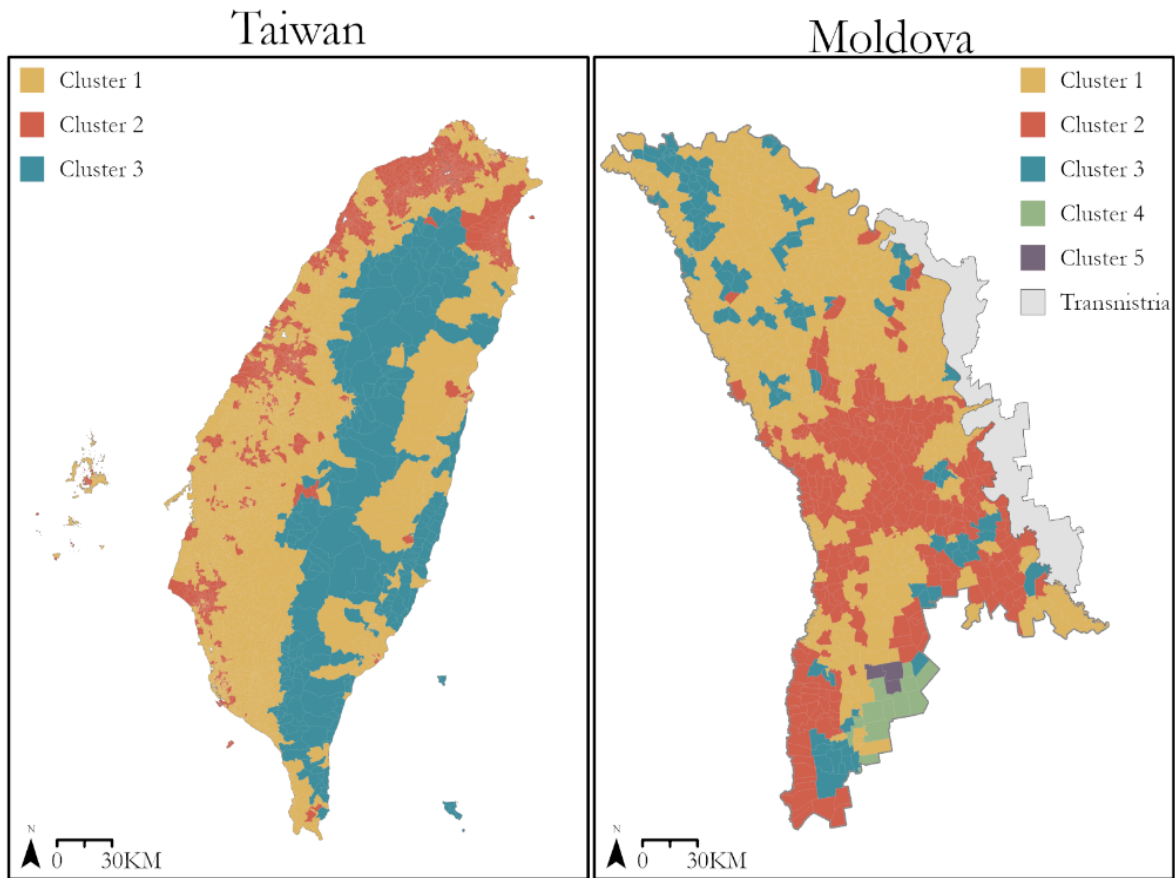 Taiwan
Cluster 1
Cluster 2
Cluster 3
N
0 30KM
Moldova
Cluster 1
Cluster 2
Cluster 3
Cluster 4
Cluster 5
Transnistria
N
0 30KM